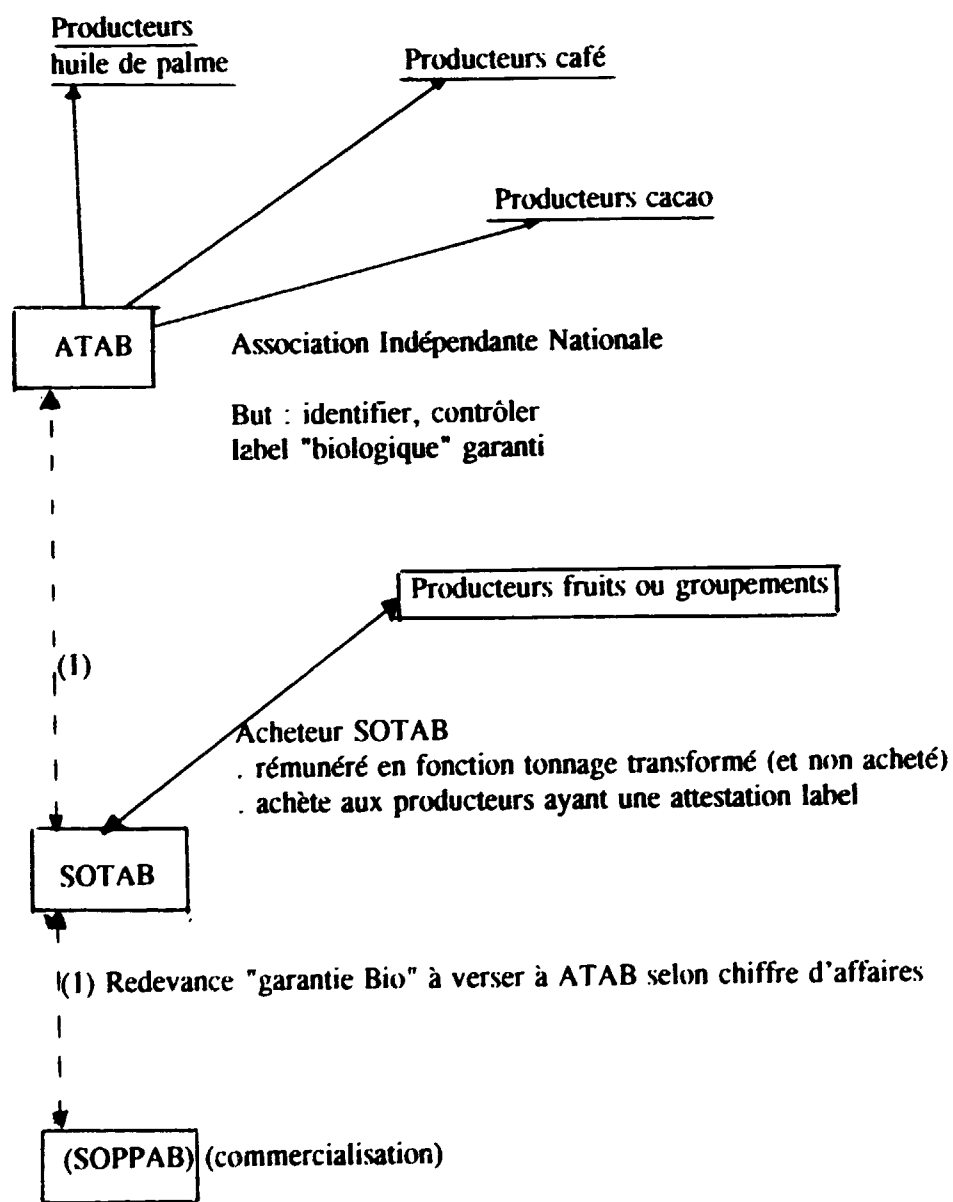 Producteurs
huile de palme
Producteurs café
Producteurs cacao
ATAB
Association Indépendante Nationale
But : identifier, contrôler
label "biologique" garanti
Producteurs fruits ou groupements
(1)
Acheteur SOTAB
. rémunéré en fonction tonnage transformé (et non acheté)
. achète aux producteurs ayant une attestation label
SOTAB
(1) Redevance "garantie Bio" à verser à ATAB selon chiffre d'affaires
(SOPPAB) (commercialisation)